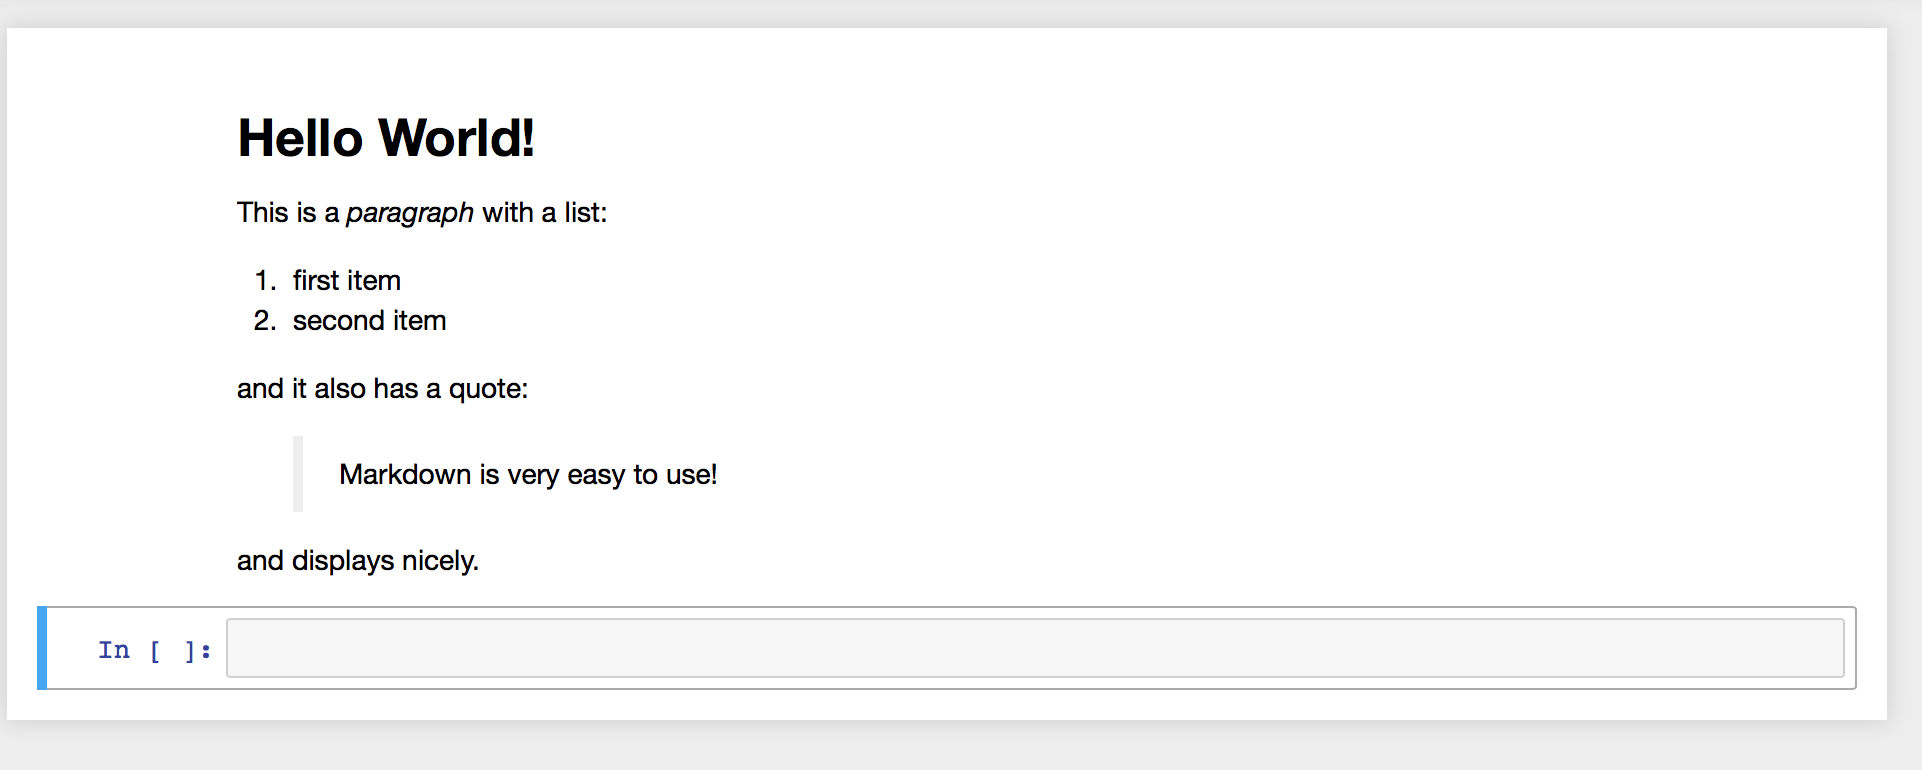 Hello World!
This is a paragraph with a list:
1. first item
2. second item
and it also has a quote:
Markdown is very easy to use!
and displays nicely.
In [ ]: